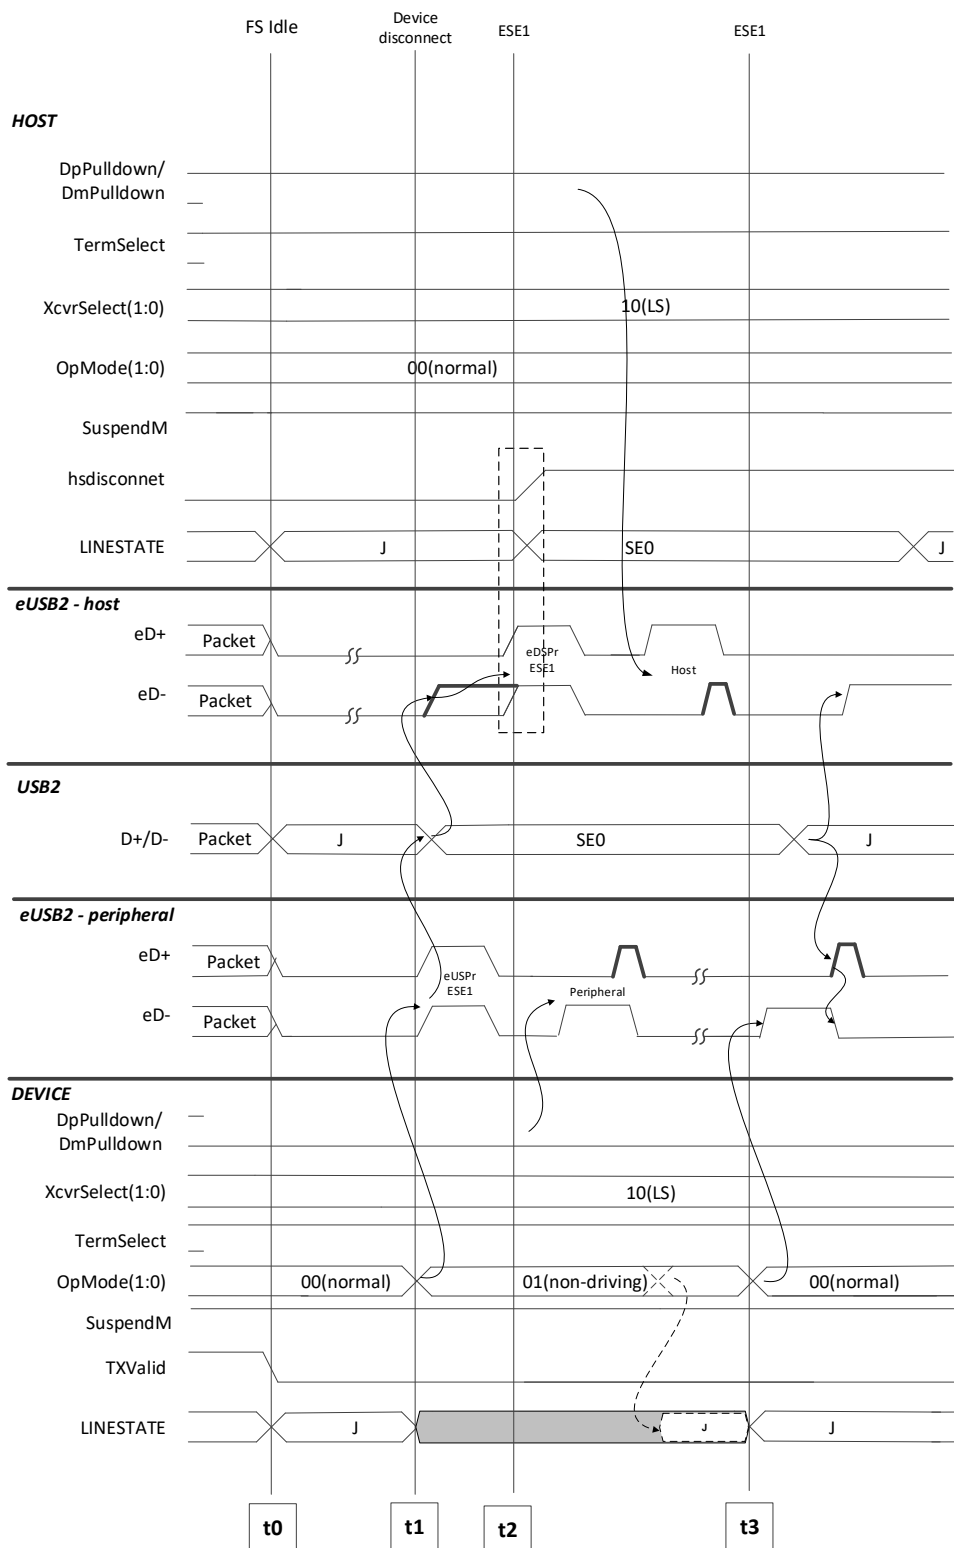 FS Idle
Device
disconnect
ESE1
ESE1
HOST
DpPulldown/
DmPulldown
TermSelect
XcvrSelect(1:0)
10(LS)
OpMode(1:0)
00(normal)
SuspendM
hsdisconnet
LINESTATE
J
SE0
J
eUSB2 - host
eD+
Packet
eDSPr
ESE1
eD-
Packet
Host
USB2
D+/D-
Packet
J
SE0
J
eUSB2 - peripheral
eD+
Packet
eUSPr
ESE1
Peripheral
eD-
Packet
DEVICE
DpPulldown/
DmPulldown
XcvrSelect(1:0)
10(LS)
TermSelect
OpMode(1:0)
00(normal)
01(non-driving)
00(normal)
SuspendM
TXValid
LINESTATE
J
J
J
t0
t1
t2
t3